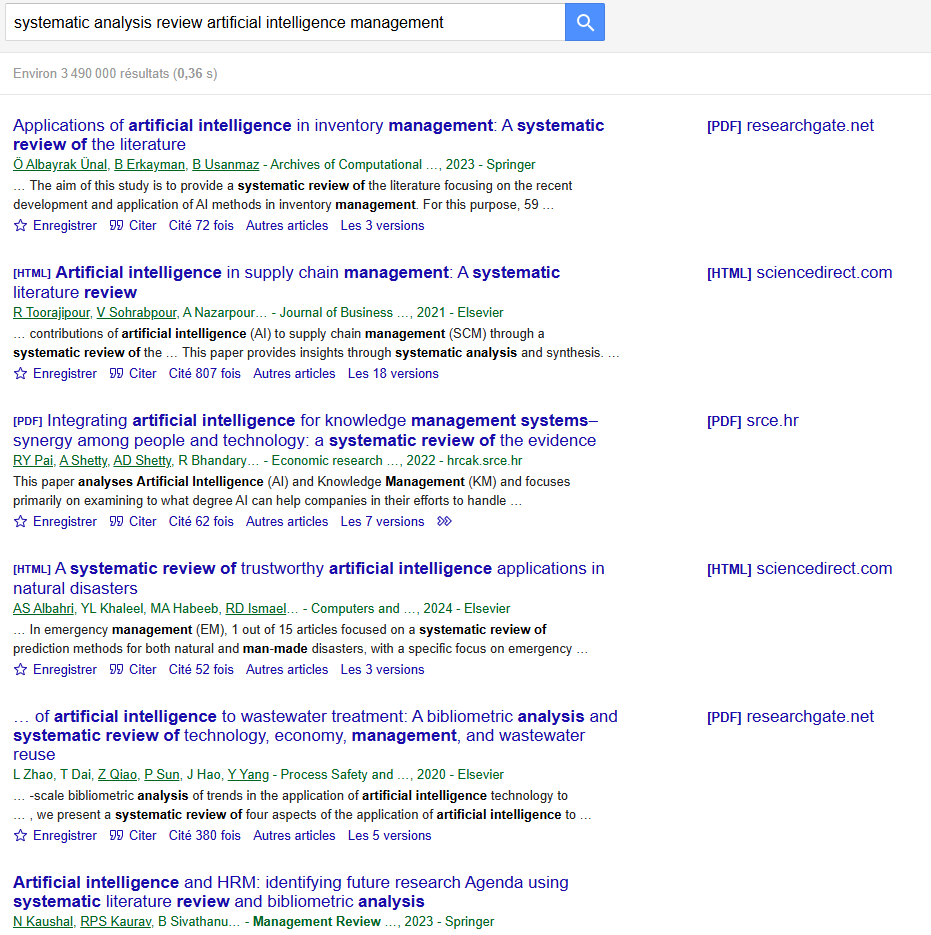 systematic analysis review artificial intelligence management
Environ 3 490 000 résultats (0,36 s)
Applications of artificial intelligence in inventory management: A systematic
review of the literature
[PDF] researchgate.net
Ö Albayrak Ünal, B Erkayman, B Usanmaz - Archives of Computational …, 2023 - Springer
… The aim of this study is to provide a systematic review of the literature focusing on the recent
development and application of AI methods in inventory management. For this purpose, 59 …
Enregistrer Citer Cité 72 fois Autres articles Les 3 versions
[HTML] Artificial intelligence in supply chain management: A systematic
literature review
[HTML] sciencedirect.com
R Toorajipour, V Sohrabpour, A Nazarpour… - Journal of Business …, 2021 - Elsevier
… contributions of artificial intelligence (AI) to supply chain management (SCM) through a
systematic review of the … This paper provides insights through systematic analysis and synthesis. …
Enregistrer Citer Cité 807 fois Autres articles Les 18 versions
[PDF] Integrating artificial intelligence for knowledge management systems–
synergy among people and technology: a systematic review of the evidence
[PDF] srce.hr
RY Pai, A Shetty, AD Shetty, R Bhandary… - Economic research …, 2022 - hrcak.srce.hr
This paper analyses Artificial Intelligence (AI) and Knowledge Management (KM) and focuses
primarily on examining to what degree AI can help companies in their efforts to handle …
Enregistrer Citer Cité 62 fois Autres articles Les 7 versions
[HTML] A systematic review of trustworthy artificial intelligence applications in
natural disasters
[HTML] sciencedirect.com
AS Albahri, YL Khaleel, MA Habeeb, RD Ismael… - Computers and …, 2024 - Elsevier
… In emergency management (EM), 1 out of 15 articles focused on a systematic review of
prediction methods for both natural and man-made disasters, with a specific focus on emergency …
Enregistrer Citer Cité 52 fois Autres articles Les 3 versions
… of artificial intelligence to wastewater treatment: A bibliometric analysis and
systematic review of technology, economy, management, and wastewater
reuse
[PDF] researchgate.net
L Zhao, T Dai, Z Qiao, P Sun, J Hao, Y Yang - Process Safety and …, 2020 - Elsevier
… -scale bibliometric analysis of trends in the application of artificial intelligence technology to
… , we present a systematic review of four aspects of the application of artificial intelligence to …
Enregistrer Citer Cité 380 fois Autres articles Les 5 versions
Artificial intelligence and HRM: identifying future research Agenda using
systematic literature review and bibliometric analysis
N Kaushal, RPS Kaurav, B Sivathanu… - Management Review …, 2023 - Springer